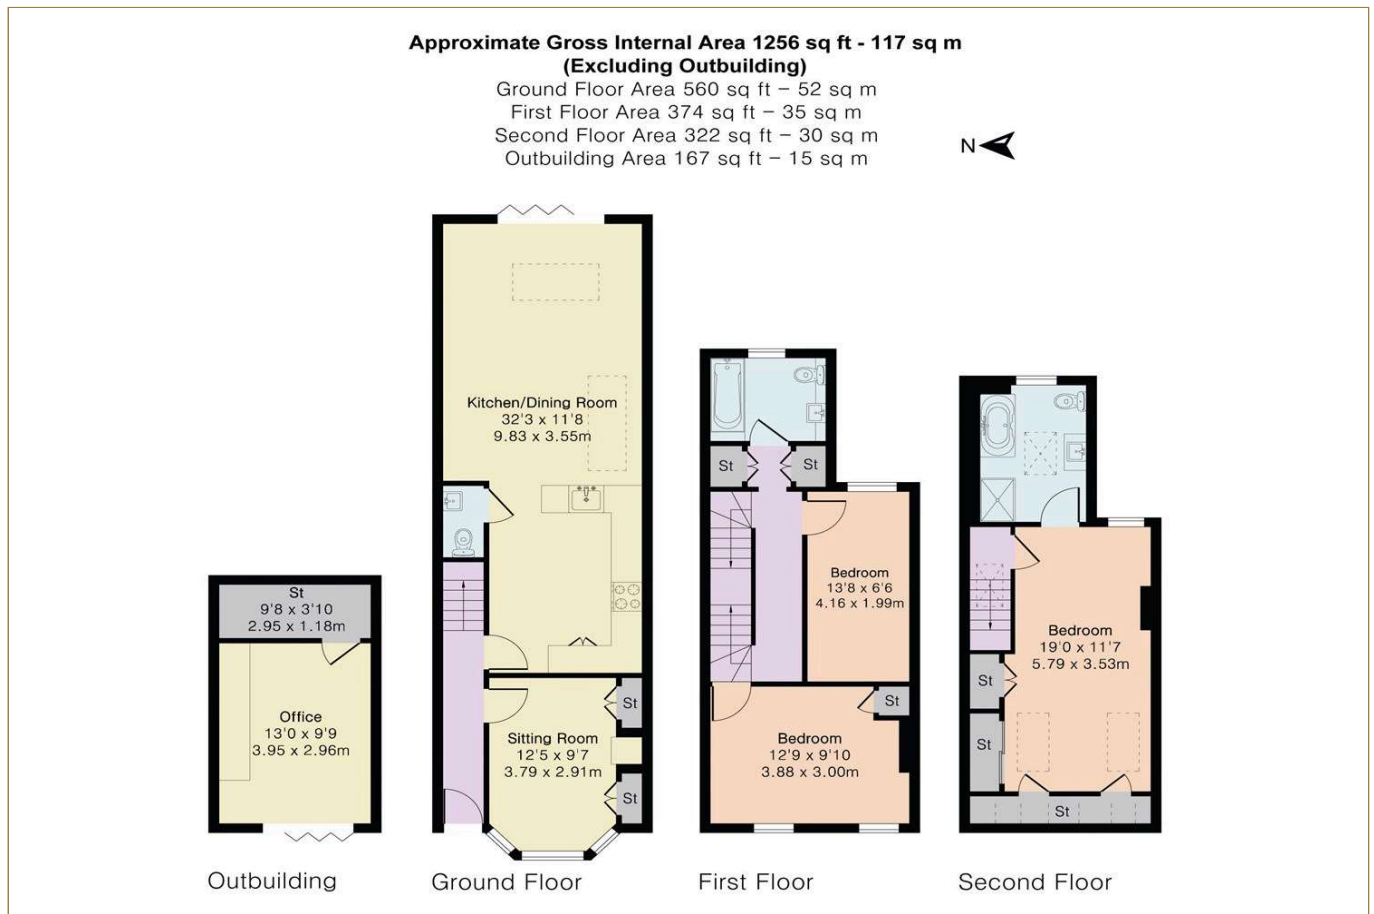 Approximate Gross Internal Area 1256 sq ft - 117 sq m
(Excluding Outbuilding)
Ground Floor Area 560 sq ft – 52 sq m
First Floor Area 374 sq ft – 35 sq m
Second Floor Area 322 sq ft – 30 sq m
Outbuilding Area 167 sq ft – 15 sq m
N
St
9'8 x 3'10
2.95 x 1.18m
Office
13'0 x 9'9
3.95 x 2.96m
Outbuilding
Kitchen/Dining Room
32'3 x 11'8
9.83 x 3.55m
St
Sitting Room
12'5 x 9'7
3.79 x 2.91m
St
Ground Floor
St
St
Bedroom
13'8 x 6'6
4.16 x 1.99m
St
Bedroom
12'9 x 9'10
3.88 x 3.00m
First Floor
Bedroom
19'0 x 11'7
5.79 x 3.53m
St
St
St
Second Floor